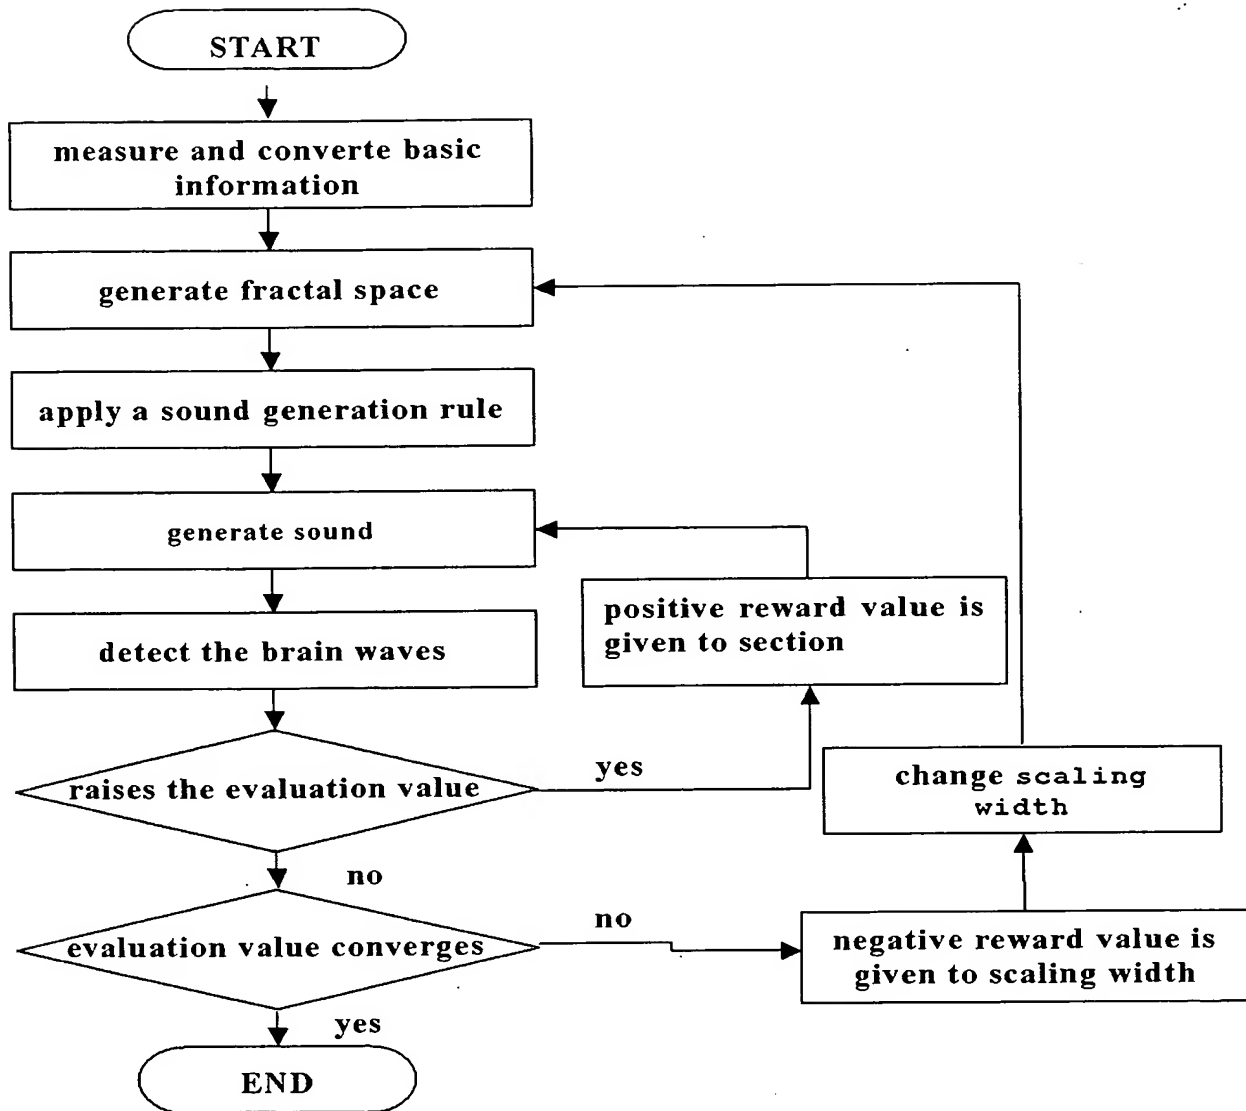 START
measure and converte basic
information
generate fractal space
apply a sound generation rule
generate sound
detect the brain waves
positive reward value is
given to section
raises the evaluation value
yes
change scaling
width
no
evaluation value converges
no
negative reward value is
given to scaling width
yes
END